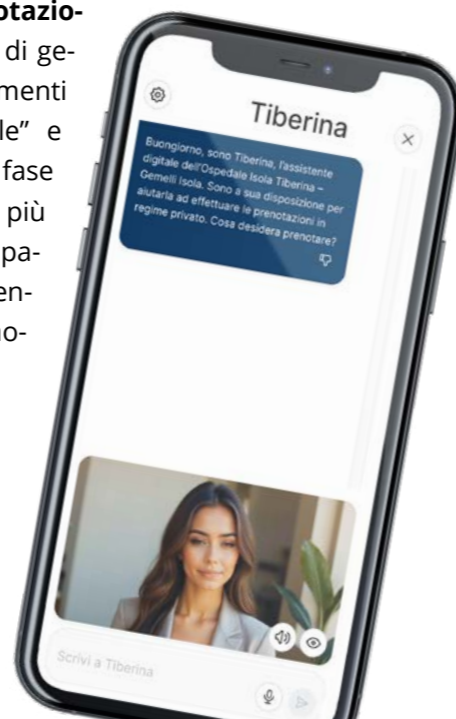 otazio-
di ge-
menti
le” e
fase
più
pa-
en-
o-
Tiberina
Buongiorno, sono Tiberina, l'assistente
digitale dell'Ospedale Isola Tiberina –
Gemelli Isola. Sono a sua disposizione per
aiutarla ad effettuare le prenotazioni in
regime privato. Cosa desidera prenotare?
Scrivi a Tiberina